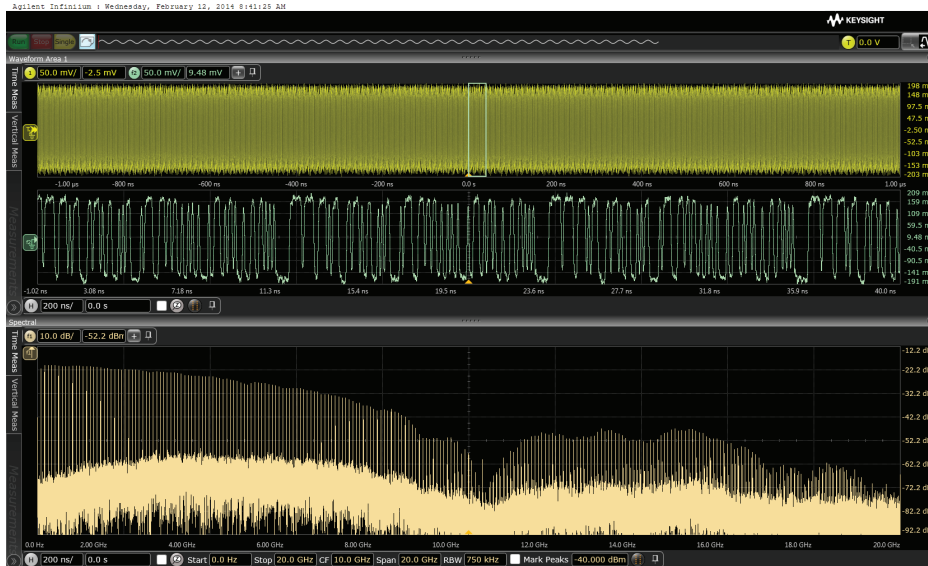 Agilent Infiniium : Wednesday, February 12, 2014 8:41:25 AM
KEYSIGHT
Run Stop Single T 0.0 V
Waveform Area 1
1 50.0 mV/ -2.5 mV f2 50.0 mV/ 9.48 mV +
Time Meas
Vertical Meas
Measurements
198 m
148 m
97.5 m
47.5 m
-2.50 m
-52.5 m
-103 m
-153 m
-203 m
-1.00 µs -800 ns -600 ns -400 ns -200 ns 0.0 s 200 ns 400 ns 600 ns 800 ns 1.00 µs
209 m
159 m
109 m
59.5 m
9.48 m
-40.5 m
-90.5 m
-141 m
-191 m
-1.02 ns 3.08 ns 7.18 ns 11.3 ns 15.4 ns 19.5 ns 23.6 ns 27.7 ns 31.8 ns 35.9 ns 40.0 ns
H 200 ns/ 0.0 s
Spectral
f1 10.0 dB/ -52.2 dBm +
Time Meas
Vertical Meas
Measurements
-12.2 d
-22.2 d
-32.2 d
-42.2 d
-52.2 d
-62.2 d
-72.2 d
-82.2 d
-92.2 d
0.0 Hz 2.00 GHz 4.00 GHz 6.00 GHz 8.00 GHz 10.0 GHz 12.0 GHz 14.0 GHz 16.0 GHz 18.0 GHz 20.0 GHz
H 200 ns/ 0.0 s Start 0.0 Hz Stop 20.0 GHz CF 10.0 GHz Span 20.0 GHz RBW 750 kHz Mark Peaks -40.000 dBm